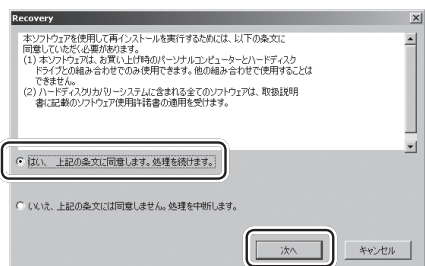 Recovery
本ソフトウェアを使用して再インストールを実行するためには、以下の条文に
同意していただく必要があります。
(1) 本ソフトウェアは、お買い上げ時のパーソナルコンピューターとハードディスク
ドライブとの組み合わせでのみ使用できます。他の組み合わせで使用することは
できません。
(2) ハードディスクリカバリーシステムに含まれる全てのソフトウェアは、取扱説明
書に記載のソフトウェア使用許諾書の適用を受けます。
はい、 上記の条文に同意します。処理を続けます。
いいえ、上記の条文には同意しません。処理を中断します。
次へ
キャンセル